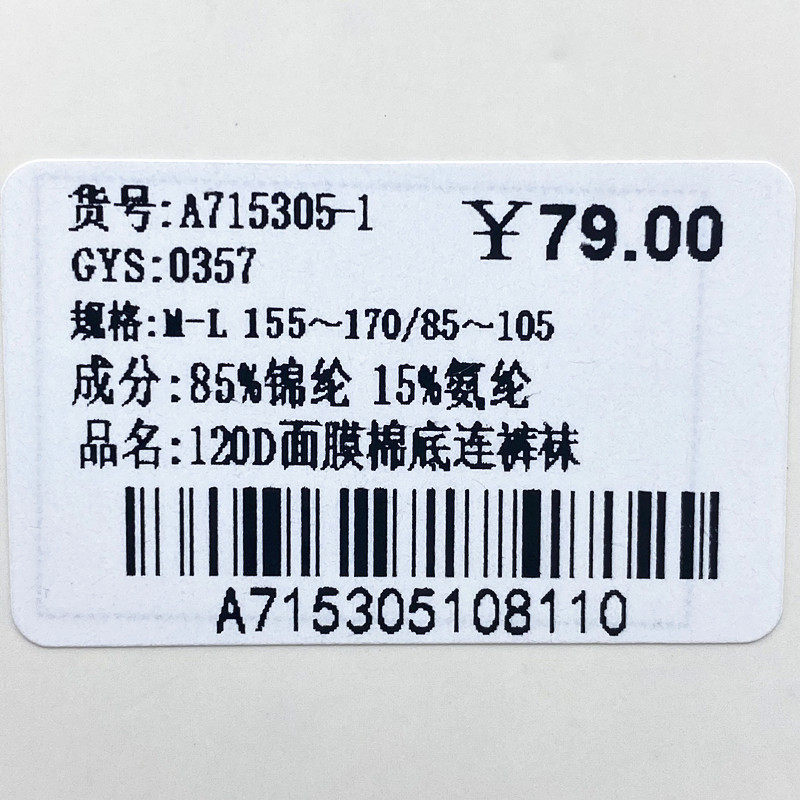 货号:A715305-1
￥79.00
GYS:0357
规格:M-L 155～170/85～105
成分:85%锦纶 15%氨纶
品名:120D面膜棉底连裤袜
A715305108110